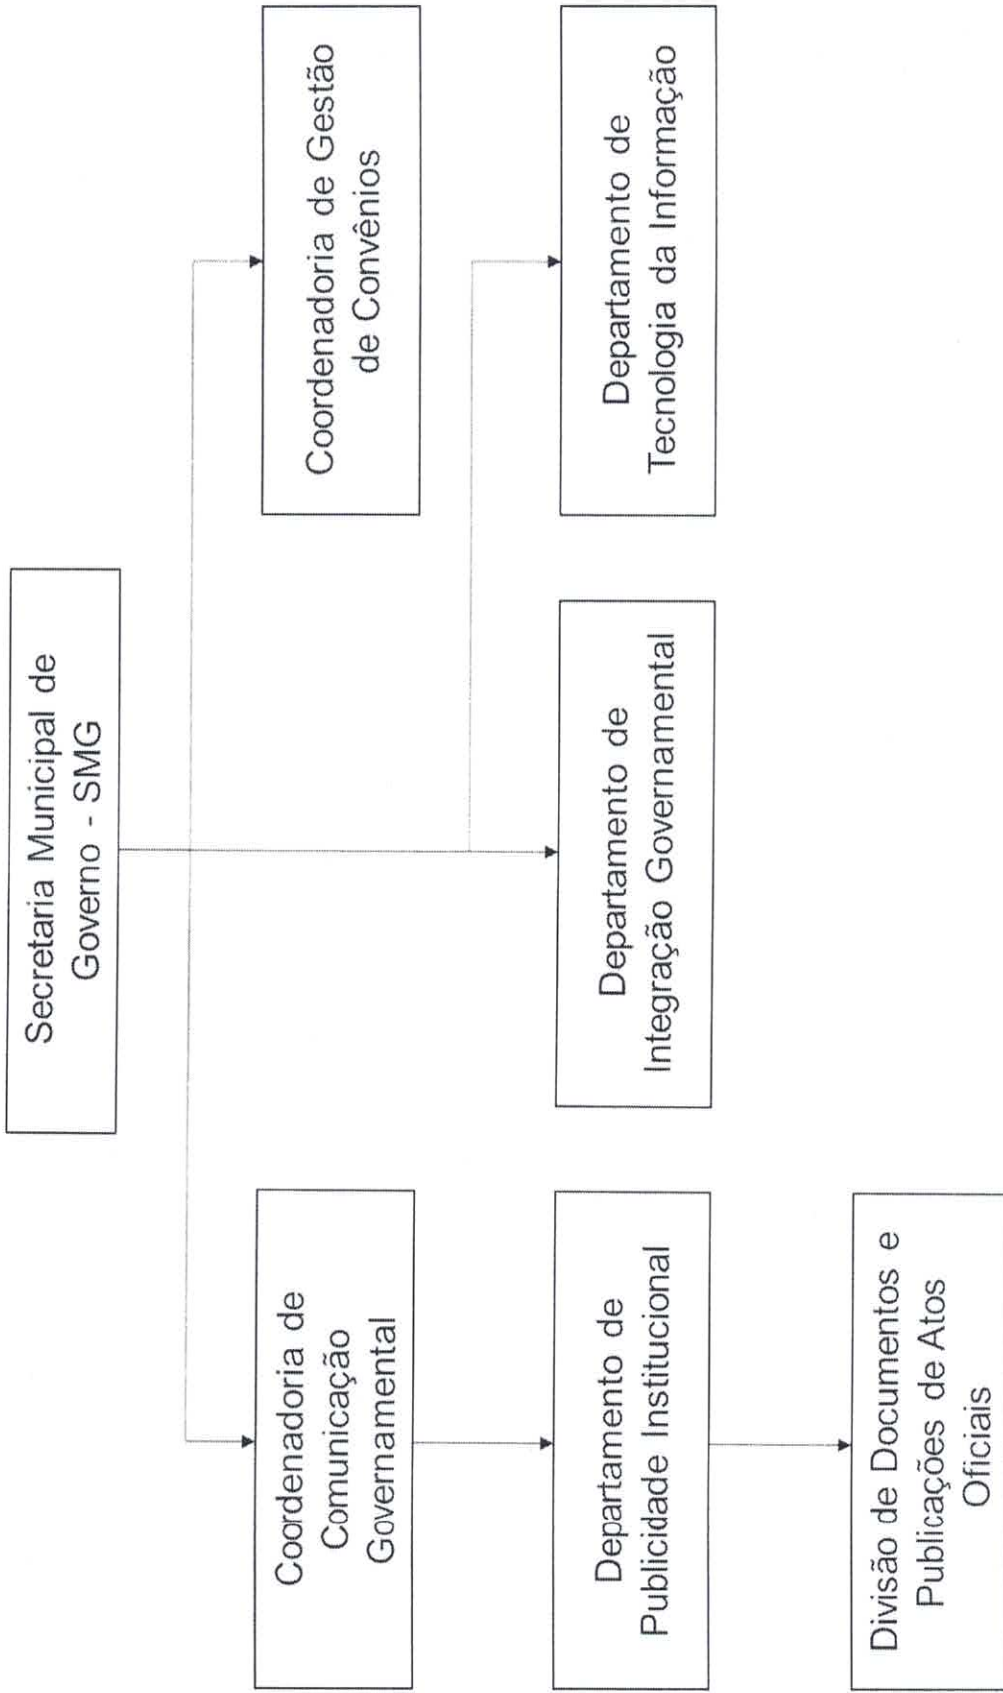 Secretaria Municipal de
Governo - SMG
Coordenadoria de
Comunicação
Governamental
Coordenadoria de Gestão
de Convênios
Departamento de
Publicidade Institucional
Departamento de
Integração Governamental
Departamento de
Tecnologia da Informação
Divisão de Documentos e
Publicações de Atos
Oficiais